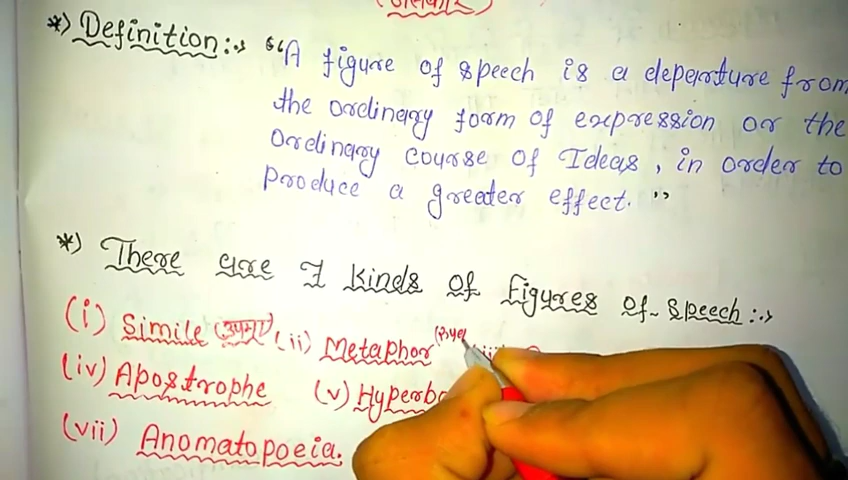 (अलंकार)
*) Definition:-> "A figure of speech is a departure from
the ordinary form of expression or the
ordinary course of Ideas, in order to
produce a greater effect."
*) There are 7 kinds of Figures of Speech:->
(i) Simile (उपमा) (ii) Metaphor
(iv) Apostrophe (v) Hyperbo
(vii) Anomatopoeia.